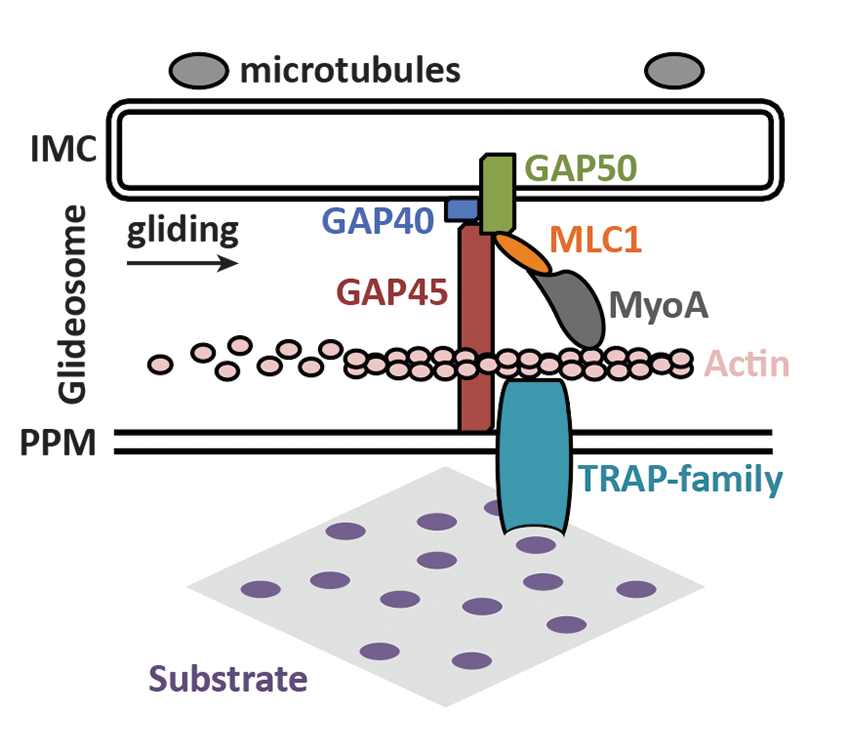 microtubules
IMC
GAP50
GAP40
gliding
MLC1
Glideosome
GAP45
MyoA
Actin
PPM
TRAP-family
Substrate